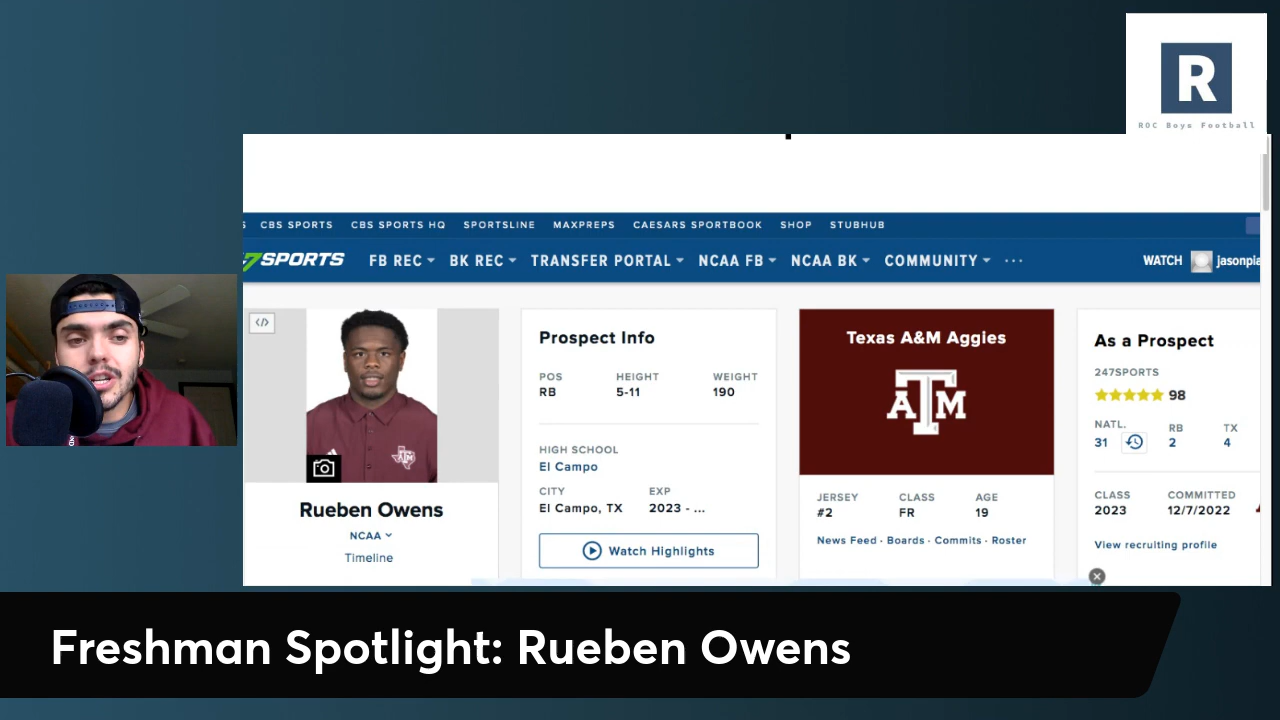 R
ROC Boys Football
CBS SPORTS CBS SPORTS HQ SPORTSLINE MAXPREPS CAESARS SPORTSBOOK SHOP STUBHUB
7SPORTS FB REC BK REC TRANSFER PORTAL NCAA FB NCAA BK COMMUNITY ... WATCH jasonpia
</>
Rueben Owens
NCAA
Timeline
Prospect Info
POS HEIGHT WEIGHT
RB 5-11 190
HIGH SCHOOL
El Campo
CITY EXP
El Campo, TX 2023 - ...
Watch Highlights
Texas A&M Aggies
ATM
JERSEY CLASS AGE
#2 FR 19
News Feed · Boards · Commits · Roster
As a Prospect
247SPORTS
98
NATL. RB TX
31 2 4
CLASS COMMITTED
2023 12/7/2022
View recruiting profile
Freshman Spotlight: Rueben Owens